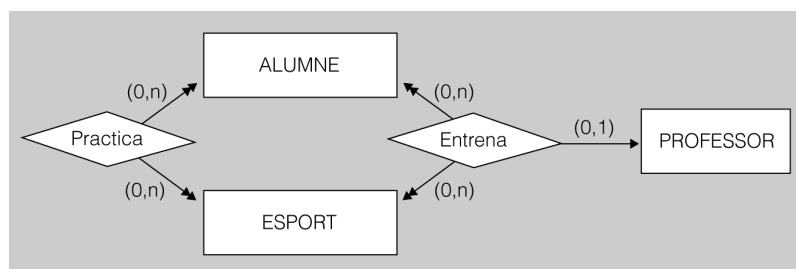 ALUMNE
(0,n)
(0,n)
Practica
Entrena
(0,1)
PROFESSOR
(0,n)
(0,n)
ESPORT